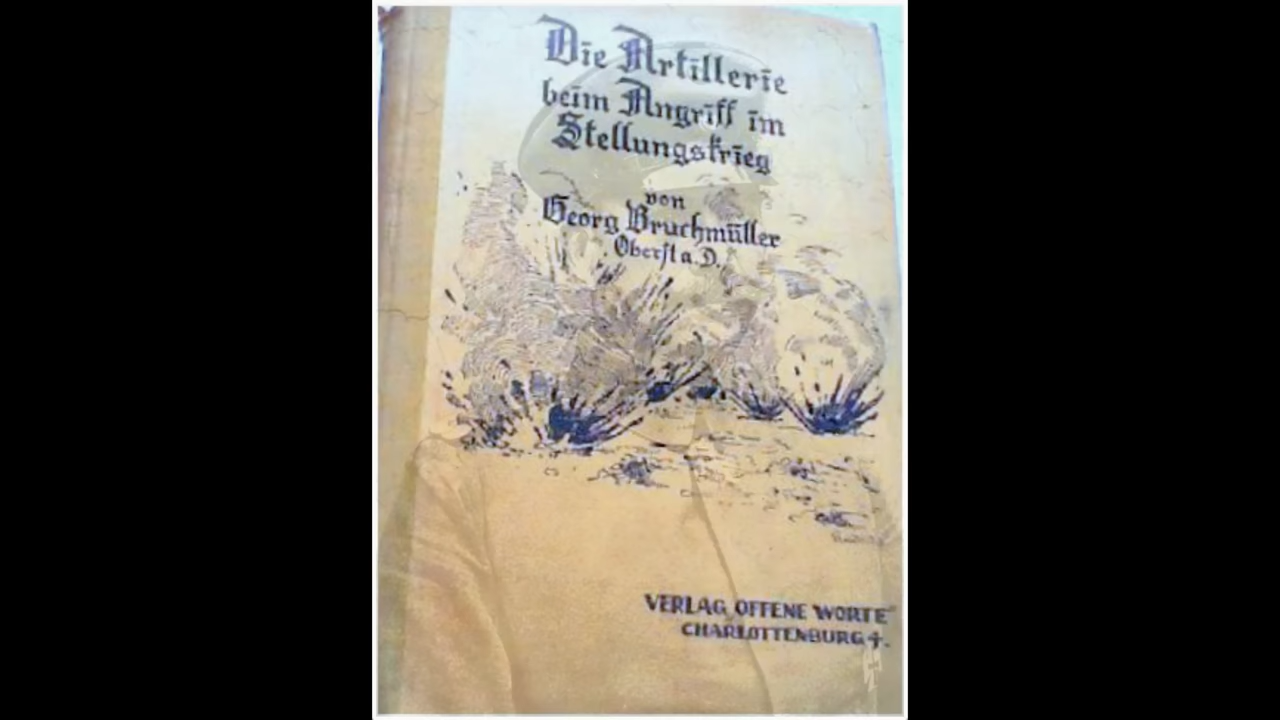 Die Artillerie
beim Angriff im
Stellungskrieg
von
Georg Bruchmüller
Oberst a. D.
VERLAG „OFFENE WORTE“
CHARLOTTENBURG 4.